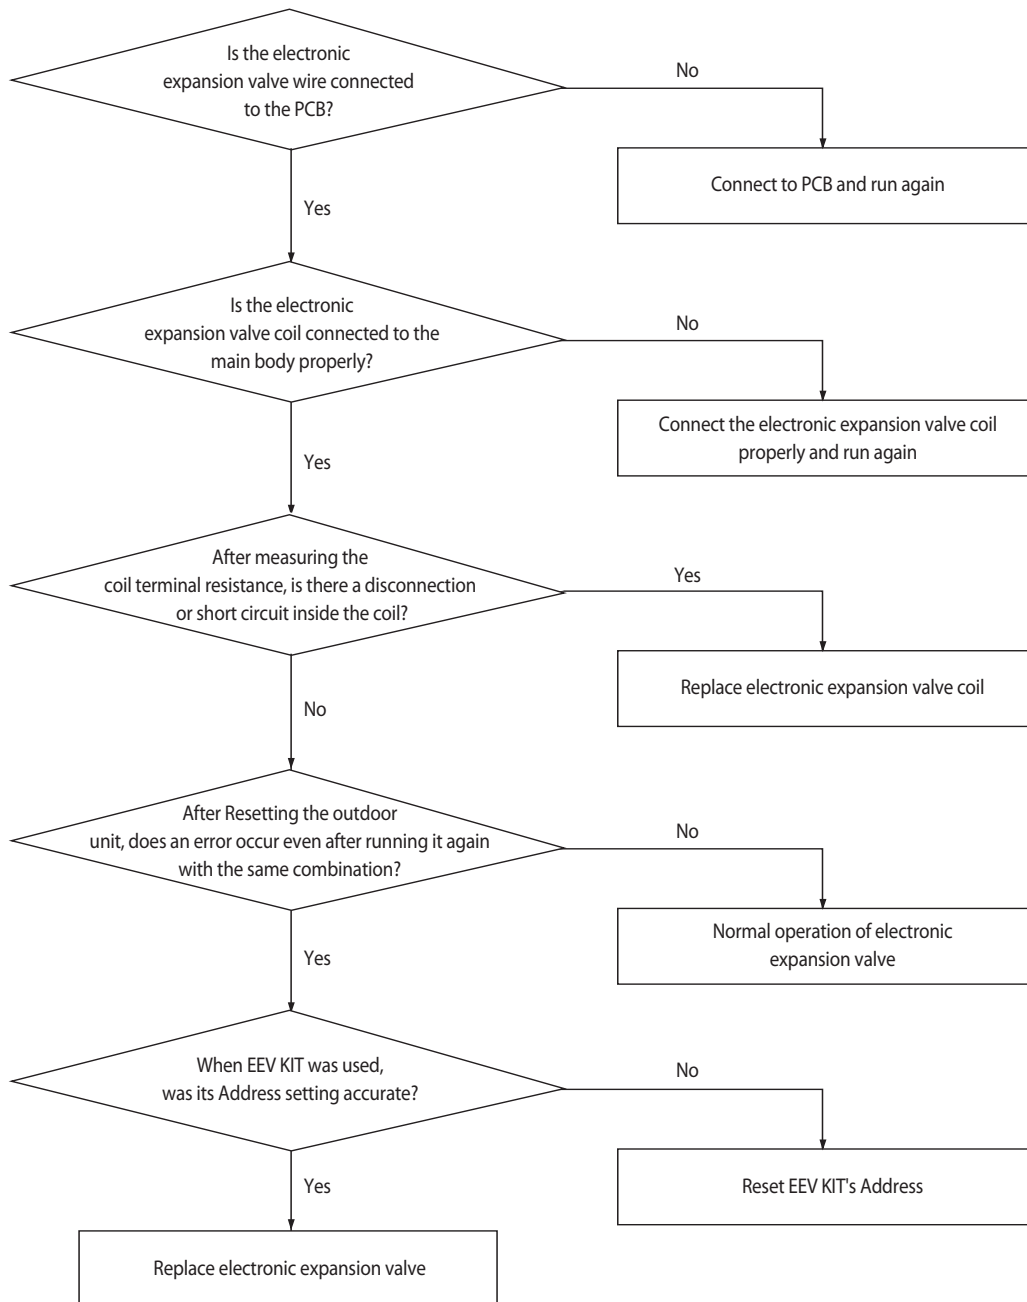 Is the electronic
expansion valve wire connected
to the PCB?
No
Connect to PCB and run again
Yes
Is the electronic
expansion valve coil connected to the
main body properly?
No
Connect the electronic expansion valve coil
properly and run again
Yes
After measuring the
coil terminal resistance, is there a disconnection
or short circuit inside the coil?
Yes
Replace electronic expansion valve coil
No
After Resetting the outdoor
unit, does an error occur even after running it again
with the same combination?
No
Normal operation of electronic
expansion valve
Yes
When EEV KIT was used,
was its Address setting accurate?
No
Reset EEV KIT's Address
Yes
Replace electronic expansion valve